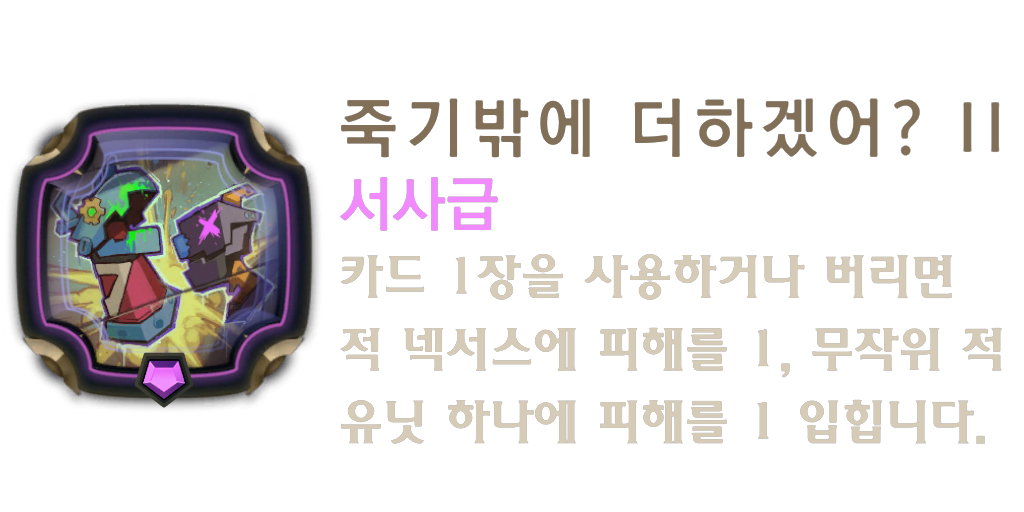 죽기밖에 더하겠어? II
서사급
카드 1장을 사용하거나 버리면
적 넥서스에 피해를 1, 무작위 적
유닛 하나에 피해를 1 입힙니다.